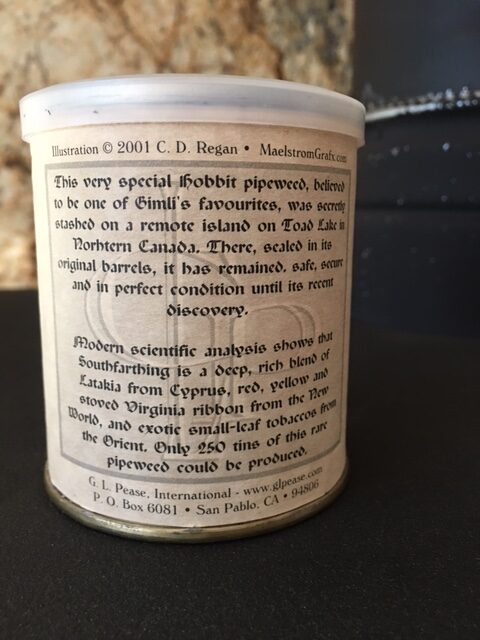 Illustration © 2001 C. D. Regan • MaelstromGrafx.com
This very special Hobbit pipeweed, believed
to be one of Gimli's favourites, was secretly
stashed on a remote island on Toad Lake in
Norhtern Canada. There, sealed in its
original barrels, it has remained. safe, secure
and in perfect condition until its recent
discovery.
Modern scientific analysis shows that
Southfarthing is a deep, rich blend of
Latakia from Cyprus, red, yellow and
stoved Virginia ribbon from the New
World, and exotic small-leaf tobaccos from
the Orient. Only 250 tins of this rare
pipeweed could be produced.
G. L. Pease, International - www.glpease.com
P. O. Box 6081 • San Pablo, CA • 94806